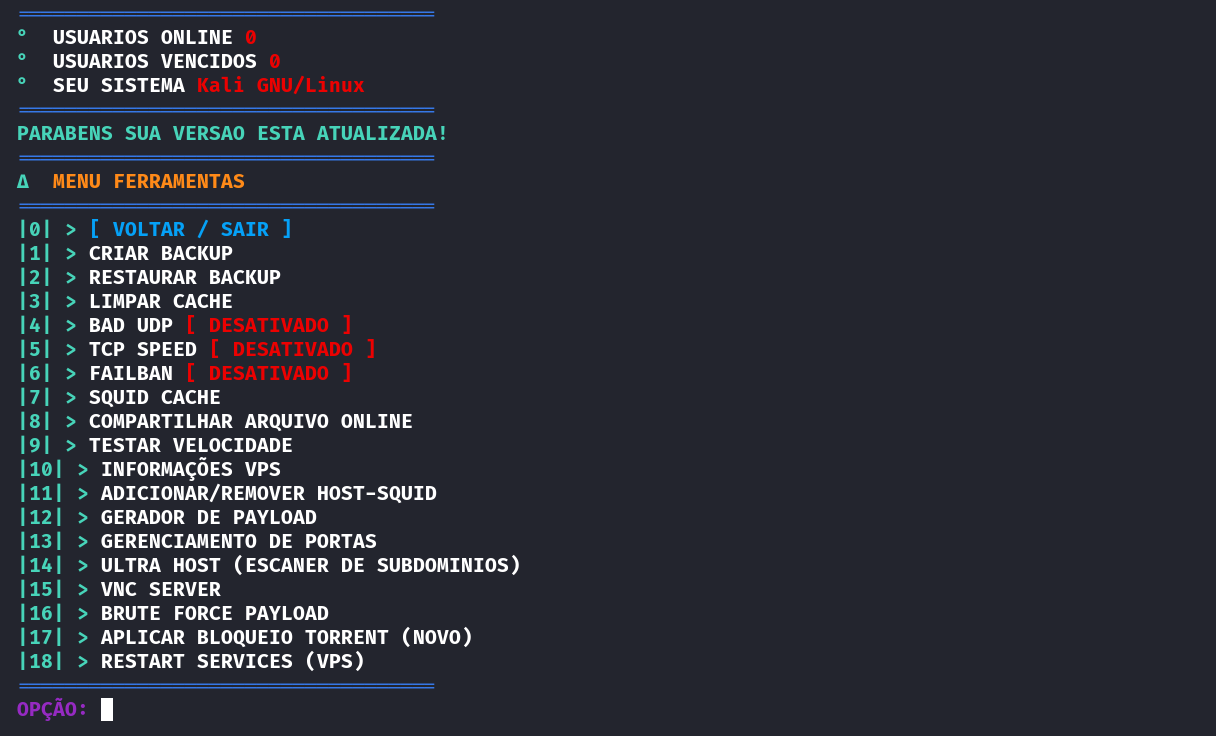 ° USUARIOS ONLINE 0
° USUARIOS VENCIDOS 0
° SEU SISTEMA Kali GNU/Linux
PARABENS SUA VERSAO ESTA ATUALIZADA!
Δ MENU FERRAMENTAS
|0| > [ VOLTAR / SAIR ]
|1| > CRIAR BACKUP
|2| > RESTAURAR BACKUP
|3| > LIMPAR CACHE
|4| > BAD UDP [ DESATIVADO ]
|5| > TCP SPEED [ DESATIVADO ]
|6| > FAILBAN [ DESATIVADO ]
|7| > SQUID CACHE
|8| > COMPARTILHAR ARQUIVO ONLINE
|9| > TESTAR VELOCIDADE
|10| > INFORMAÇÕES VPS
|11| > ADICIONAR/REMOVER HOST-SQUID
|12| > GERADOR DE PAYLOAD
|13| > GERENCIAMENTO DE PORTAS
|14| > ULTRA HOST (ESCANER DE SUBDOMINIOS)
|15| > VNC SERVER
|16| > BRUTE FORCE PAYLOAD
|17| > APLICAR BLOQUEIO TORRENT (NOVO)
|18| > RESTART SERVICES (VPS)
OPÇÃO: